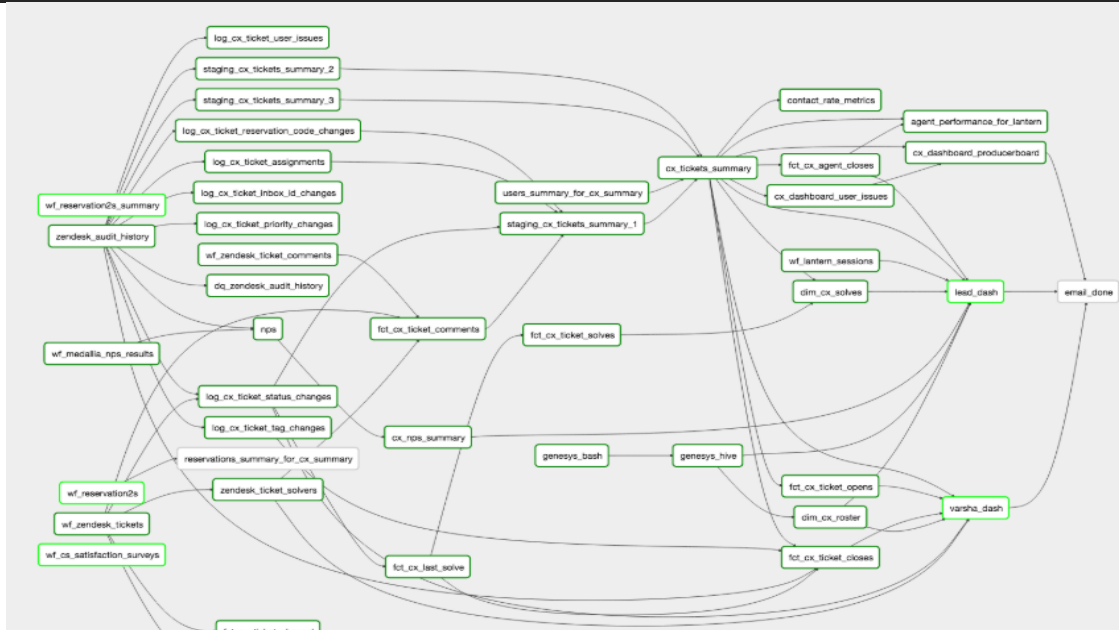 log_cx_ticket_user_issues
staging_cx_tickets_summary_2
staging_cx_tickets_summary_3
log_cx_ticket_reservation_code_changes
log_cx_ticket_assignments
log_cx_ticket_inbox_id_changes
wf_reservation2s_summary
log_cx_ticket_priority_changes
zendesk_audit_history
wf_zendesk_ticket_comments
dq_zendesk_audit_history
nps
fct_cx_ticket_comments
wf_medallia_nps_results
log_cx_ticket_status_changes
log_cx_ticket_tag_changes
cx_nps_summary
reservations_summary_for_cx_summary
wf_reservation2s
zendesk_ticket_solvers
wf_zendesk_tickets
wf_cs_satisfaction_surveys
fct_cx_last_solve
users_summary_for_cx_summary
staging_cx_tickets_summary_1
fct_cx_ticket_solves
genesys_bash
genesys_hive
cx_tickets_summary
contact_rate_metrics
agent_performance_for_lantern
cx_dashboard_producerboard
fct_cx_agent_closes
cx_dashboard_user_issues
wf_lantern_sessions
dim_cx_solves
lead_dash
email_done
fct_cx_ticket_opens
varsha_dash
dim_cx_roster
fct_cx_ticket_closes